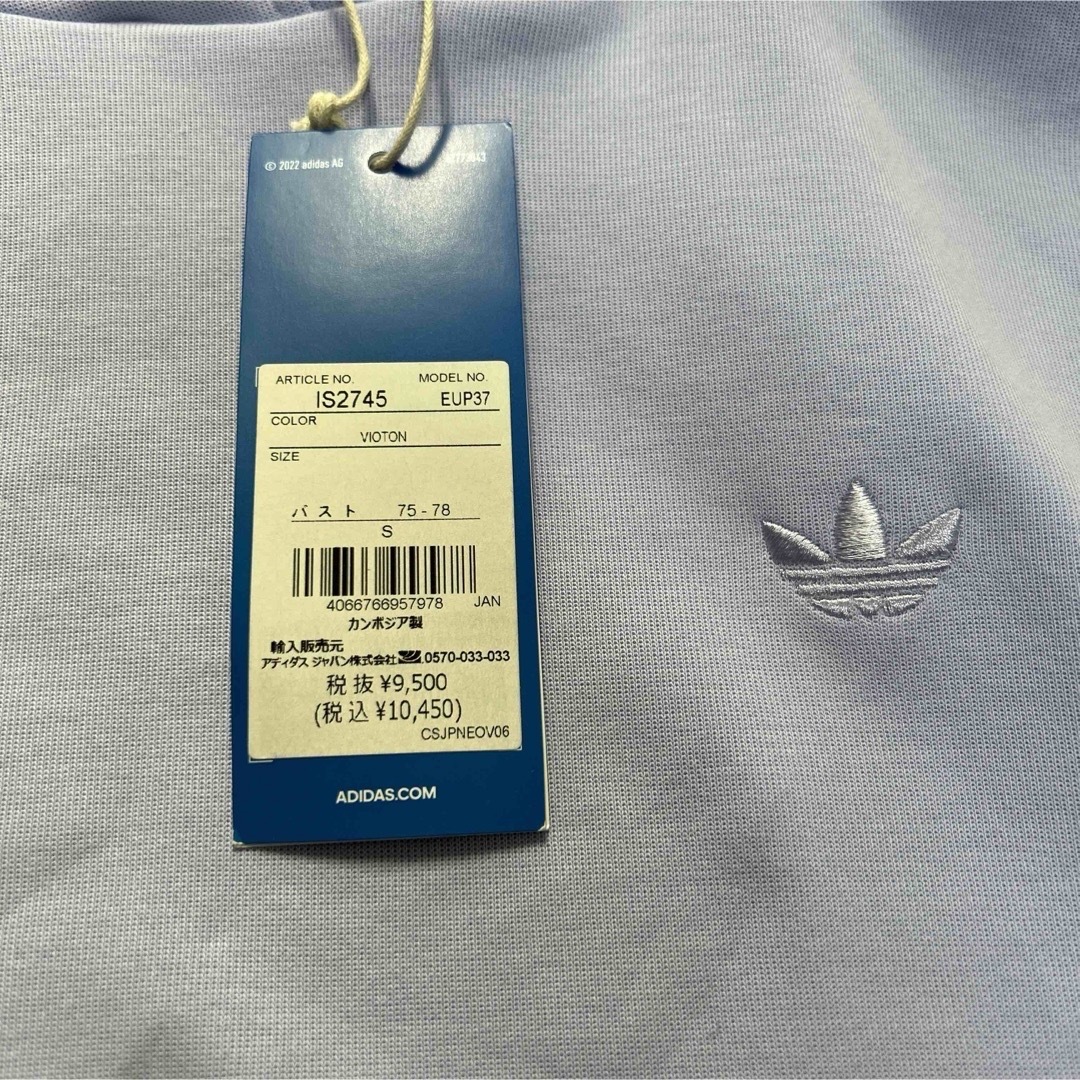 © 2022 adidas AG
ARTICLE NO. MODEL NO.
IS2745 EUP37
COLOR
VIOTON
SIZE
バスト 75 - 78
S
4066766957978 JAN
カンボジア製
輸入販売元
アディダス ジャパン株式会社 0570-033-033
税抜 ¥9,500
(税込 ¥10,450)
CSJPNEOV06
ADIDAS.COM